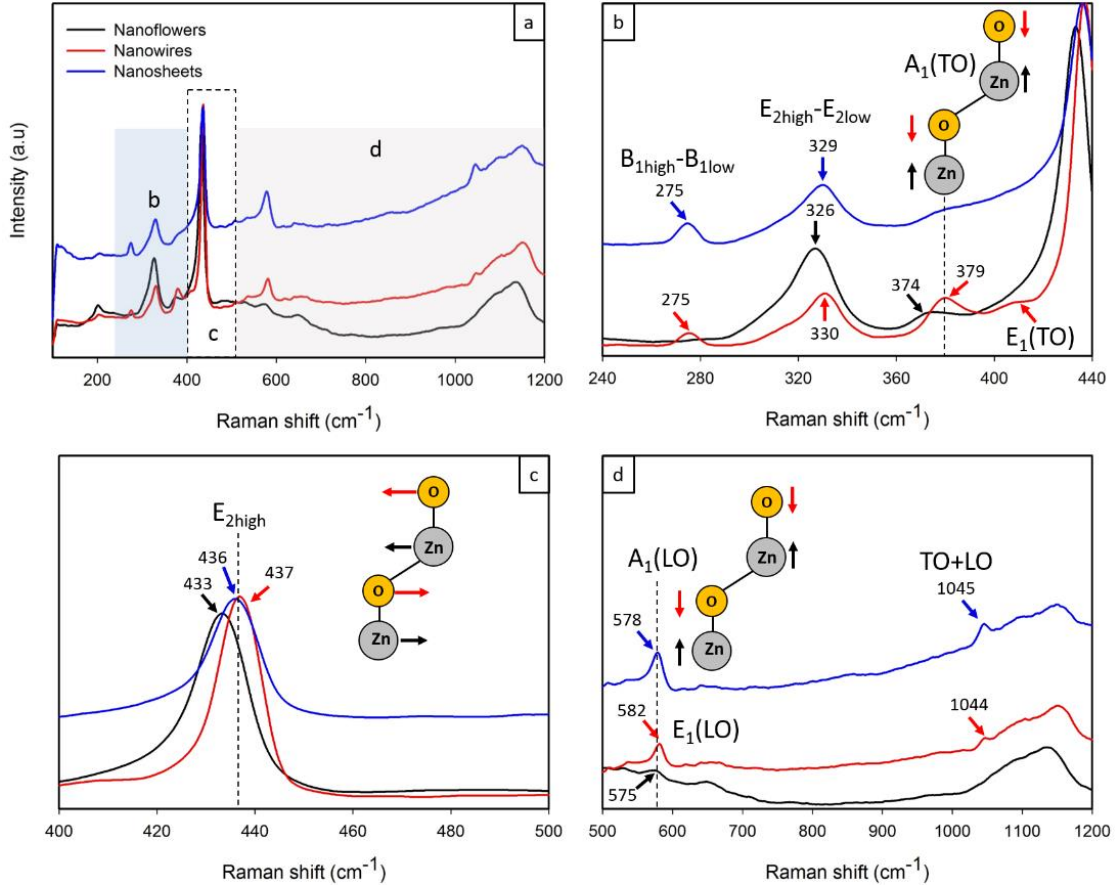 a
Nanoflowers
Nanowires
Nanosheets
b
d
c
Intensity (a.u)
200 400 600 800 1000 1200
Raman shift (cm⁻¹)
b
O
A₁(TO)
Zn
E₂high-E₂low
O
B₁high-B₁low
329
Zn
275
326
374
379
275
330
E₁(TO)
240 280 320 360 400 440
Raman shift (cm⁻¹)
c
O
E₂high
Zn
436
433
437
O
Zn
400 420 440 460 480 500
Raman shift (cm⁻¹)
d
O
A₁(LO)
Zn
TO+LO
1045
O
578
Zn
582
E₁(LO)
1044
575
500 600 700 800 900 1000 1100 1200
Raman shift (cm⁻¹)